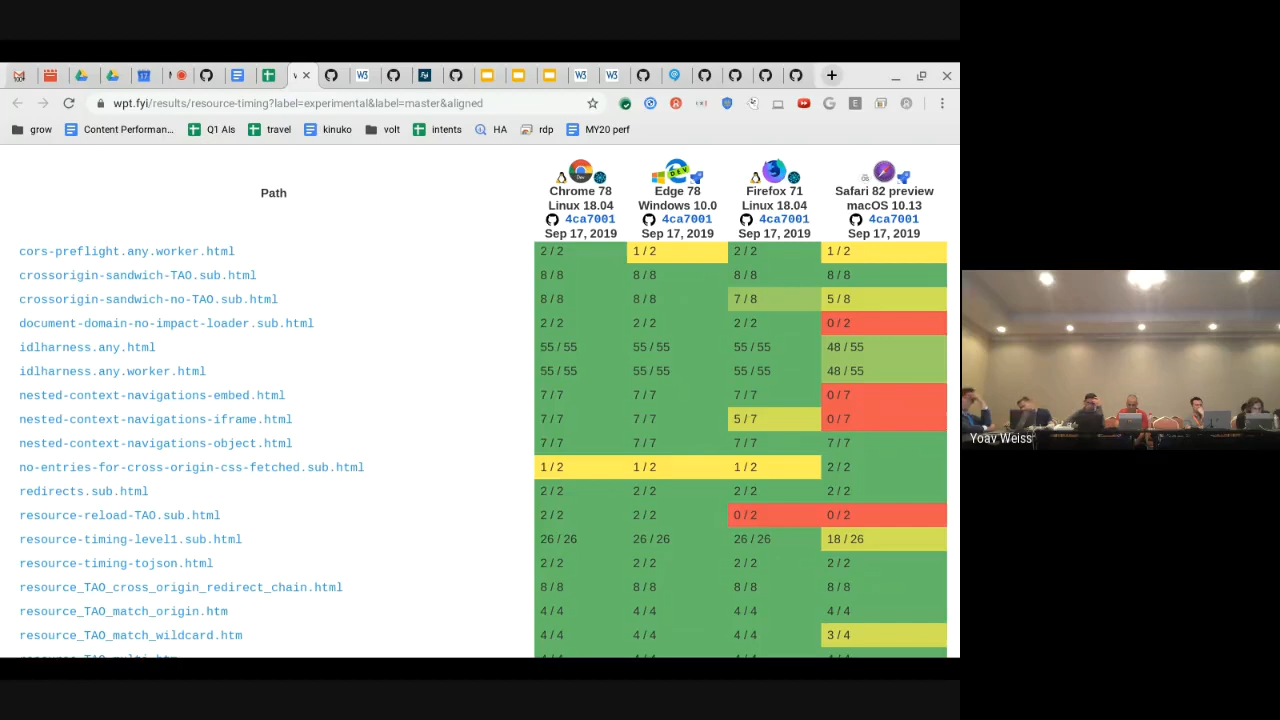 wpt.fyi/results/resource-timing?label=experimental&label=master&aligned
grow Content Performan... Q1 AIs travel kinuko volt intents HA rdp MY20 perf
Path
Chrome 78 Edge 78 Firefox 71 Safari 82 preview
Linux 18.04 Windows 10.0 Linux 18.04 macOS 10.13
4ca7001 4ca7001 4ca7001 4ca7001
Sep 17, 2019 Sep 17, 2019 Sep 17, 2019 Sep 17, 2019
cors-preflight.any.worker.html 2 / 2 1 / 2 2 / 2 1 / 2
crossorigin-sandwich-TAO.sub.html 8 / 8 8 / 8 8 / 8 8 / 8
crossorigin-sandwich-no-TAO.sub.html 8 / 8 8 / 8 7 / 8 5 / 8
document-domain-no-impact-loader.sub.html 2 / 2 2 / 2 2 / 2 0 / 2
idlharness.any.html 55 / 55 55 / 55 55 / 55 48 / 55
idlharness.any.worker.html 55 / 55 55 / 55 55 / 55 48 / 55
nested-context-navigations-embed.html 7 / 7 7 / 7 7 / 7 0 / 7
nested-context-navigations-iframe.html 7 / 7 7 / 7 5 / 7 0 / 7
nested-context-navigations-object.html 7 / 7 7 / 7 7 / 7 7 / 7
no-entries-for-cross-origin-css-fetched.sub.html 1 / 2 1 / 2 1 / 2 2 / 2
redirects.sub.html 2 / 2 2 / 2 2 / 2 2 / 2
resource-reload-TAO.sub.html 2 / 2 2 / 2 0 / 2 0 / 2
resource-timing-level1.sub.html 26 / 26 26 / 26 26 / 26 18 / 26
resource-timing-tojson.html 2 / 2 2 / 2 2 / 2 2 / 2
resource_TAO_cross_origin_redirect_chain.html 8 / 8 8 / 8 8 / 8 8 / 8
resource_TAO_match_origin.htm 4 / 4 4 / 4 4 / 4 4 / 4
resource_TAO_match_wildcard.htm 4 / 4 4 / 4 4 / 4 3 / 4
Yoav Weiss